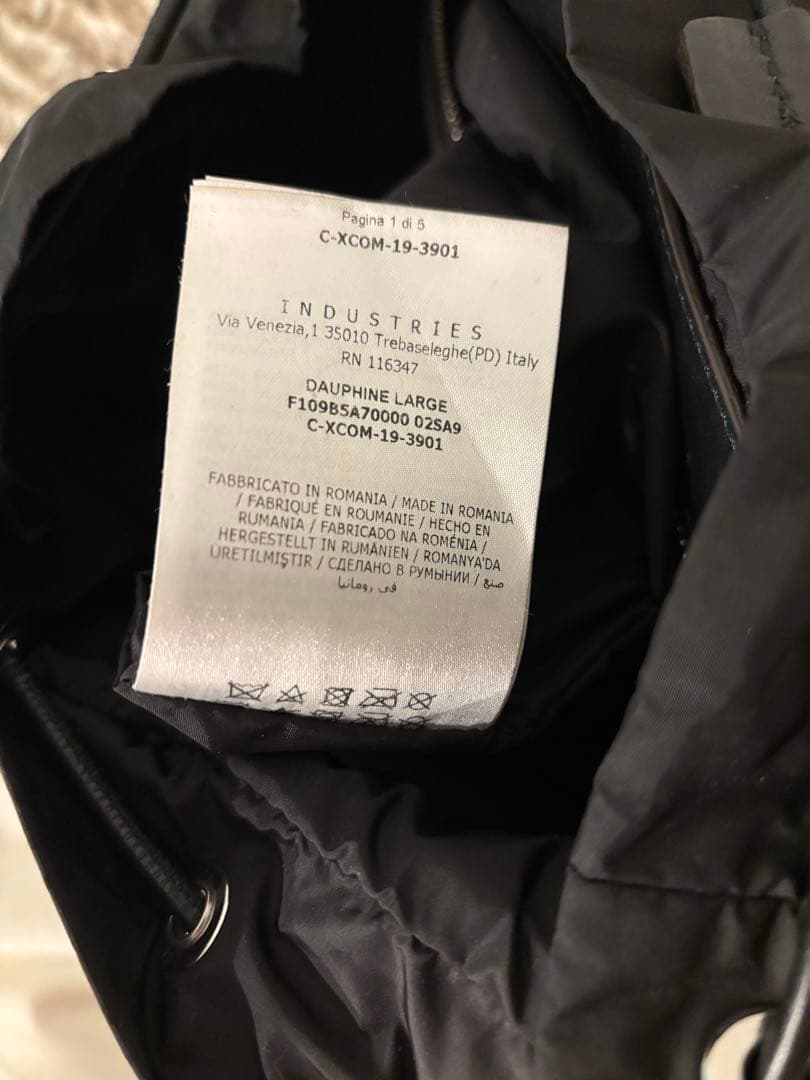 Pagina 1 di 5
C-XCOM-19-3901
INDUSTRIES
Via Venezia,1 35010 Trebaseleghe(PD) Italy
RN 116347
DAUPHINE LARGE
F109B5A70000 02SA9
C-XCOM-19-3901
FABBRICATO IN ROMANIA / MADE IN ROMANIA
/ FABRIQUÉ EN ROUMANIE / HECHO EN
RUMANIA / FABRICADO NA ROMÉNIA /
HERGESTELLT IN RUMÄNIEN / ROMANYA'DA
ÜRETILMIŞTIR / СДЕЛАНО В РУМЫНИИ / صنع
في رومانيا